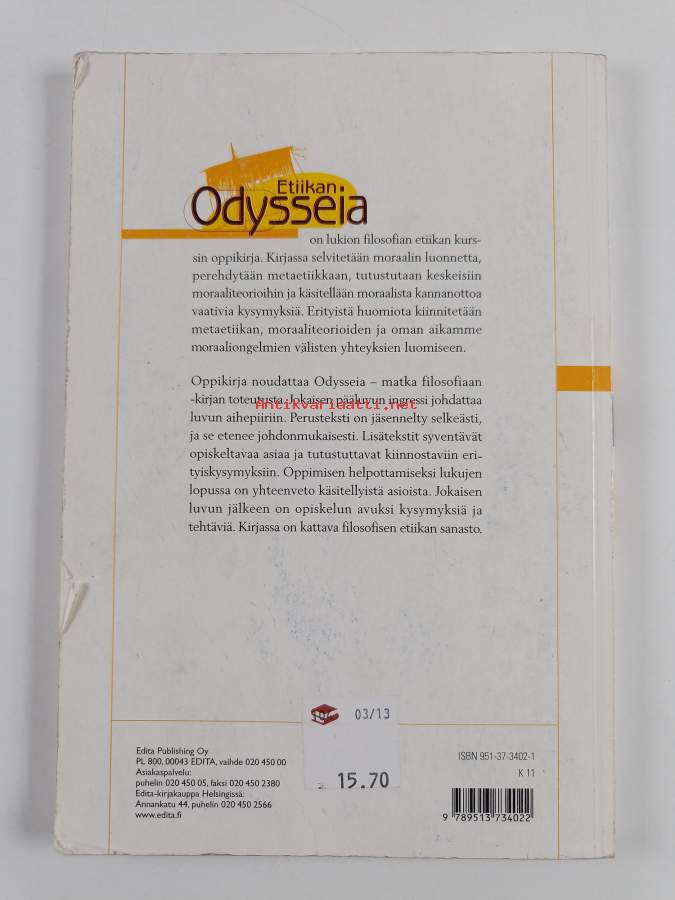 Etiikan
Odysseia
on lukion filosofian etiikan kurs-
sin oppikirja. Kirjassa selvitetään moraalin luonnetta,
perehdytään metaetiikkaan, tutustutaan keskeisiin
moraaliteorioihin ja käsitellään moraalista kannanottoa
vaativia kysymyksiä. Erityistä huomiota kiinnitetään
metaetiikan, moraaliteorioiden ja oman aikamme
moraaliongelmien välisten yhteyksien luomiseen.
Oppikirja noudattaa Odysseia – matka filosofiaan
-kirjan toteutusta. Jokaisen pääluvun ingressi johdattaa
Antikvariaatti.net
luvun aihepiiriin. Perusteksti on jäsennelty selkeästi,
ja se etenee johdonmukaisesti. Lisätekstit syventävät
opiskeltavaa asiaa ja tutustuttavat kiinnostaviin eri-
tyiskysymyksiin. Oppimisen helpottamiseksi lukujen
lopussa on yhteenveto käsitellyistä asioista. Jokaisen
luvun jälkeen on opiskelun avuksi kysymyksiä ja
tehtäviä. Kirjassa on kattava filosofisen etiikan sanasto.
03/13
15.70
Edita Publishing Oy
PL 800, 00043 EDITA, vaihde 020 450 00
Asiakaspalvelu:
puhelin 020 450 05, faksi 020 450 2380
Edita-kirjakauppa Helsingissä:
Annankatu 44, puhelin 020 450 2566
www.edita.fi
ISBN 951-37-3402-1
K 11
9 789513 734022